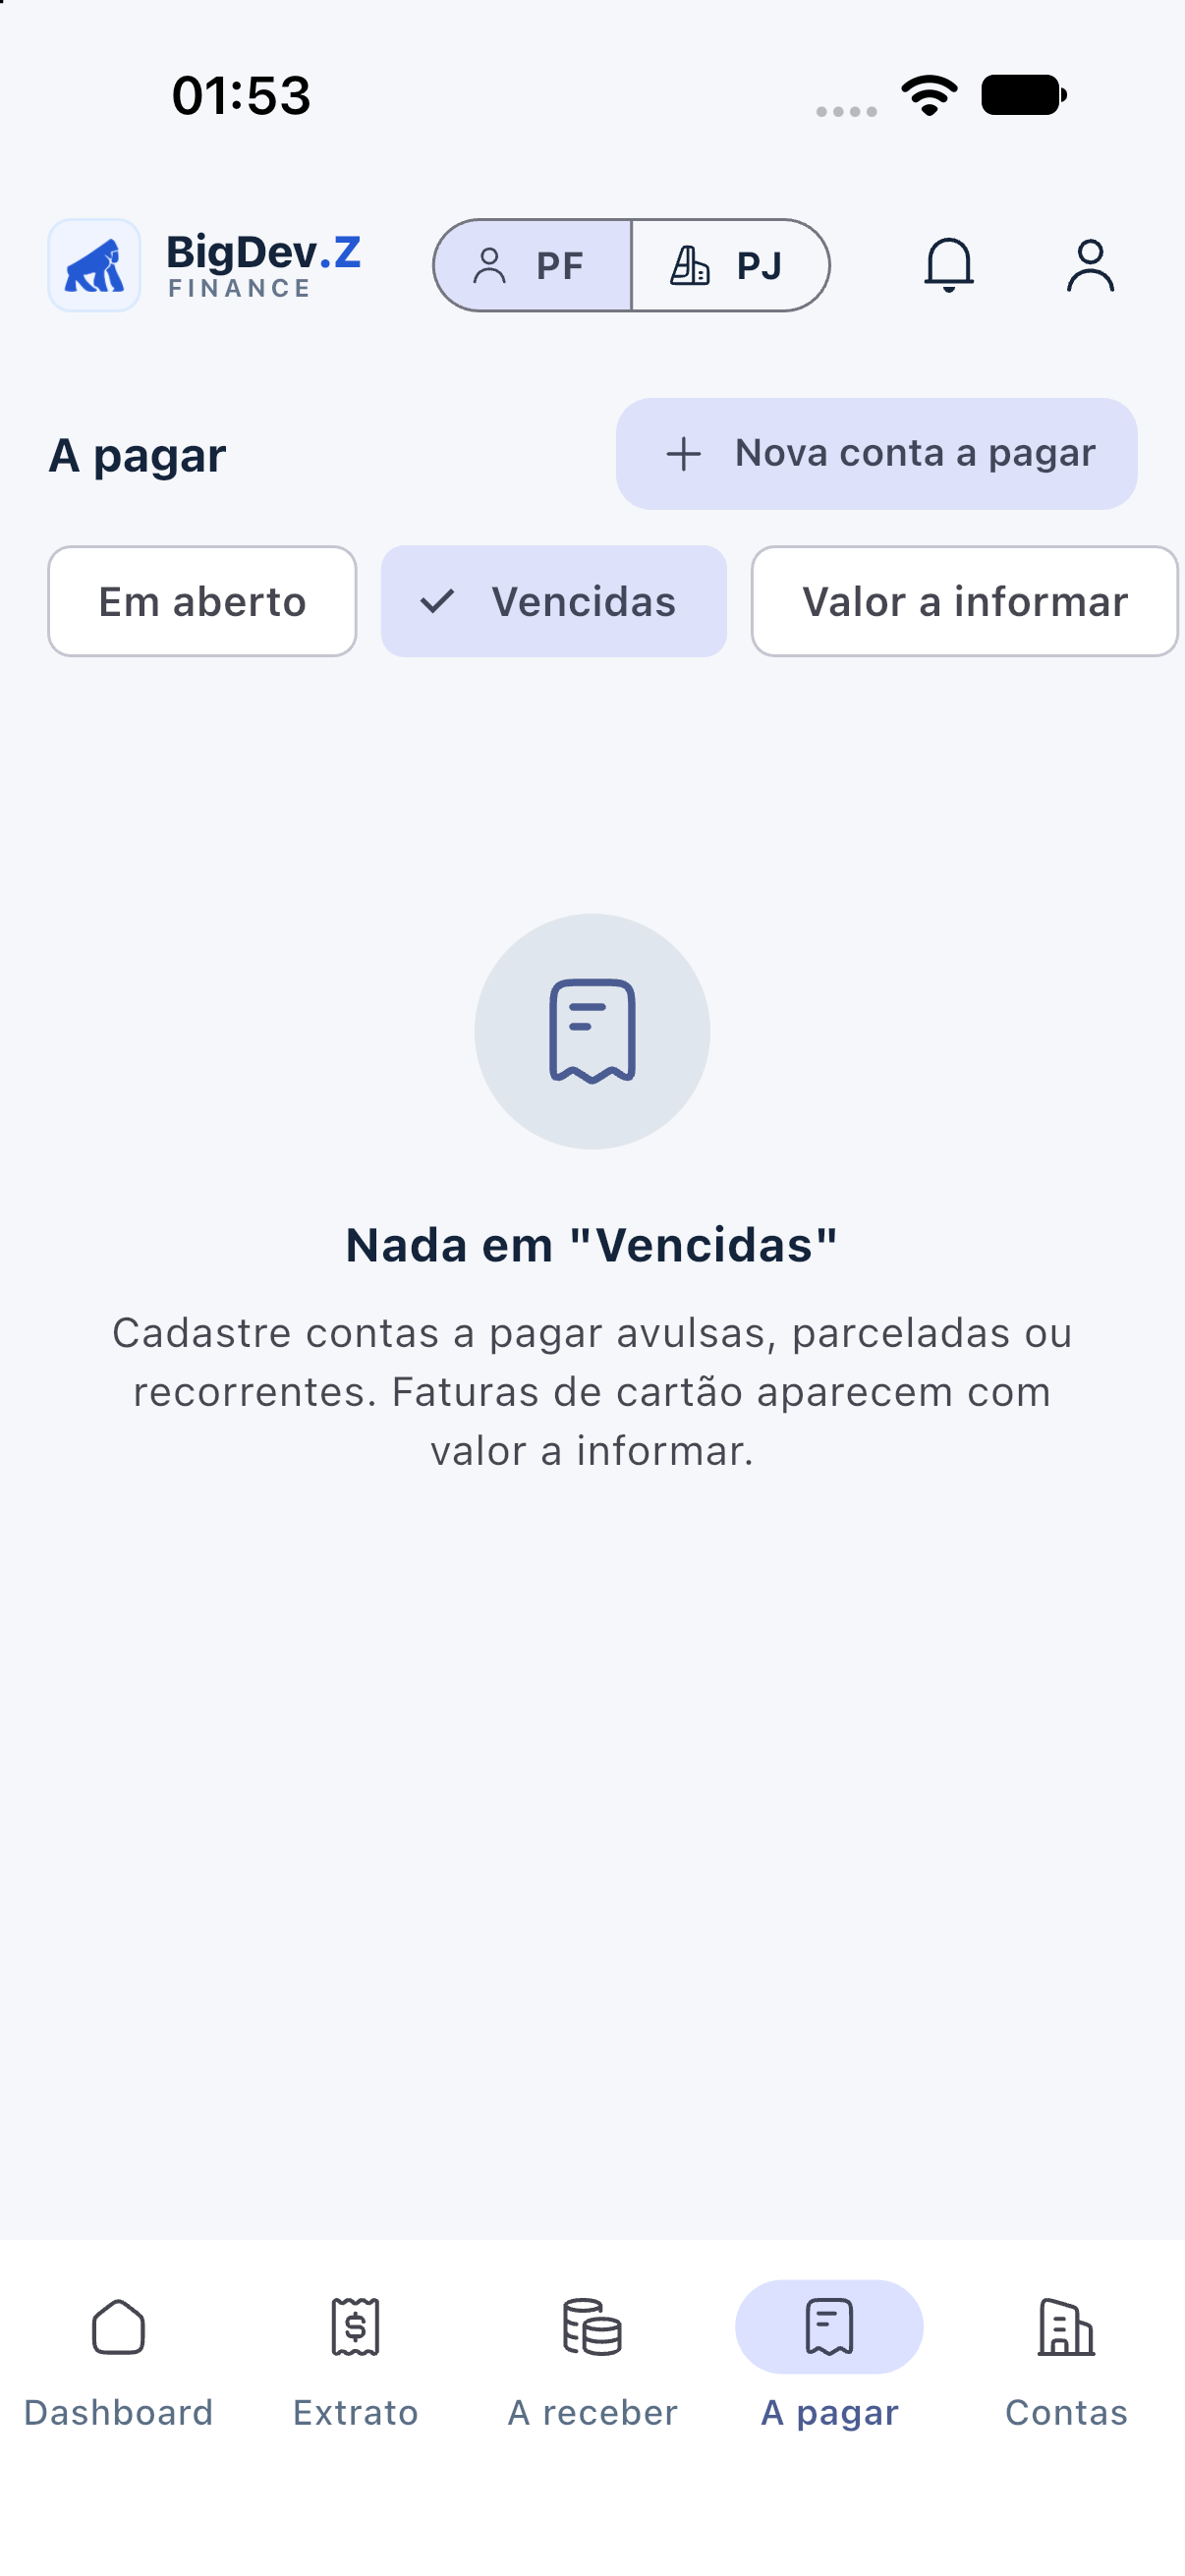 01:53
BigDev.Z
FINANCE
PF
PJ
A pagar
Nova conta a pagar
Em aberto
Vencidas
Valor a informar
Nada em "Vencidas"
Cadastre contas a pagar avulsas, parceladas ou
recorrentes. Faturas de cartão aparecem com
valor a informar.
Dashboard
Extrato
A receber
A pagar
Contas